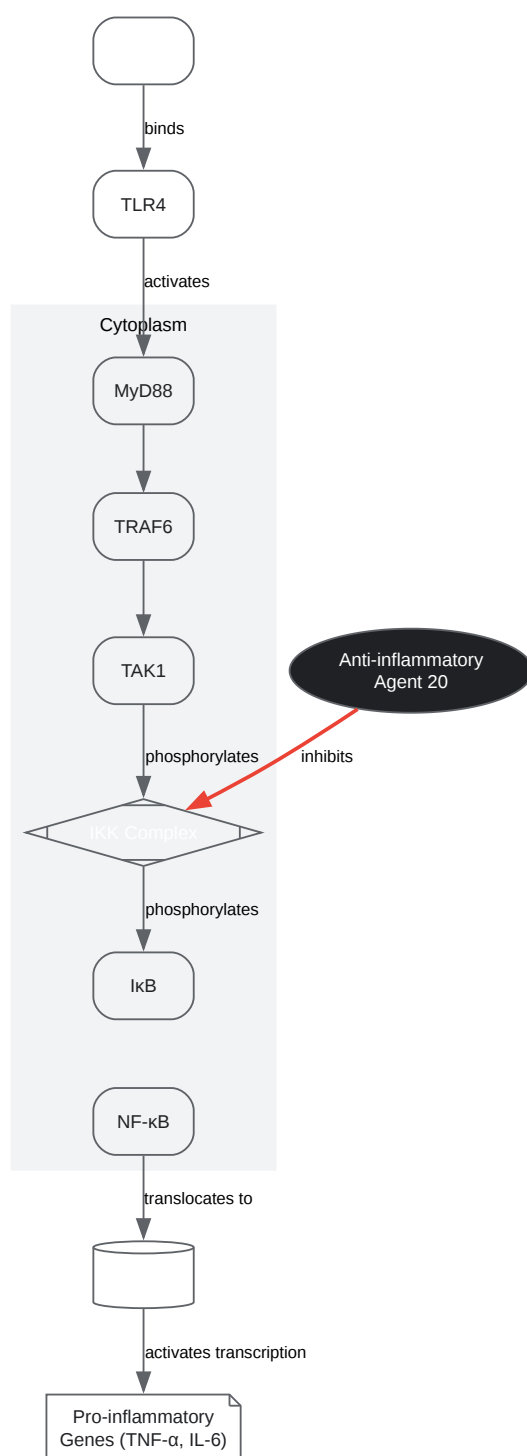 binds
TLR4
activates
Cytoplasm
MyD88
TRAF6
TAK1
Anti-inflammatory
Agent 20
phosphorylates
inhibits
IKK Complex
phosphorylates
IκB
NF-κB
translocates to
activates transcription
Pro-inflammatory
Genes (TNF-α, IL-6)